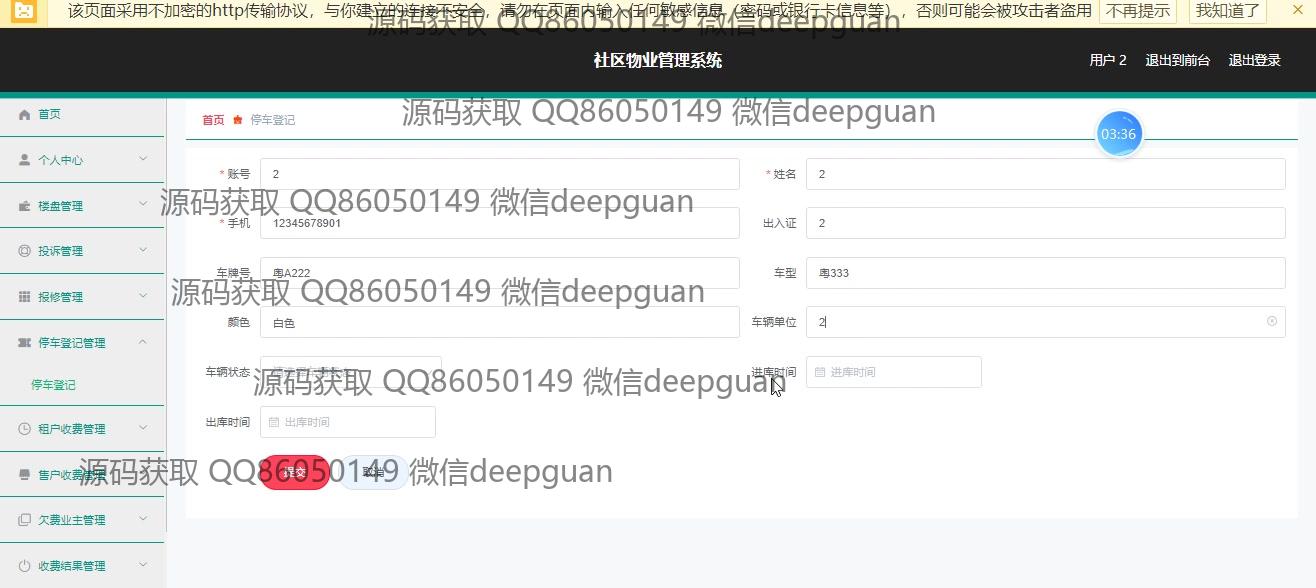 该页面采用不加密的http传输协议，与你建立的连接不安全，请勿在页面内输入任何敏感信息（密码或银行卡信息等），否则可能会被攻击者盗用 不再提示 我知道了
源码获取 QQ86050149 微信deepguan
社区物业管理系统 用户 2 退出到前台 退出登录
首页
首页 停车登记
源码获取 QQ86050149 微信deepguan
03:36
个人中心
* 账号 2 * 姓名 2
楼盘管理
源码获取 QQ86050149 微信deepguan
* 手机 12345678901 出入证 2
投诉管理
车牌号 粤A222 车型 粤333
报修管理
源码获取 QQ86050149 微信deepguan
颜色 白色 车辆单位 2
停车登记管理
车辆状态 请选择车辆状态 进库时间 进库时间
停车登记
源码获取 QQ86050149 微信deepguan
出库时间 出库时间
租户收费管理
提交 取消
售户收费管理
源码获取 QQ86050149 微信deepguan
欠费业主管理
收费结果管理